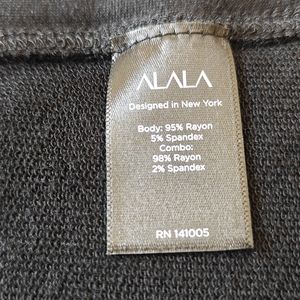 ALALA
Designed in New York
Body: 95% Rayon
5% Spandex
Combo:
98% Rayon
2% Spandex
RN 141005